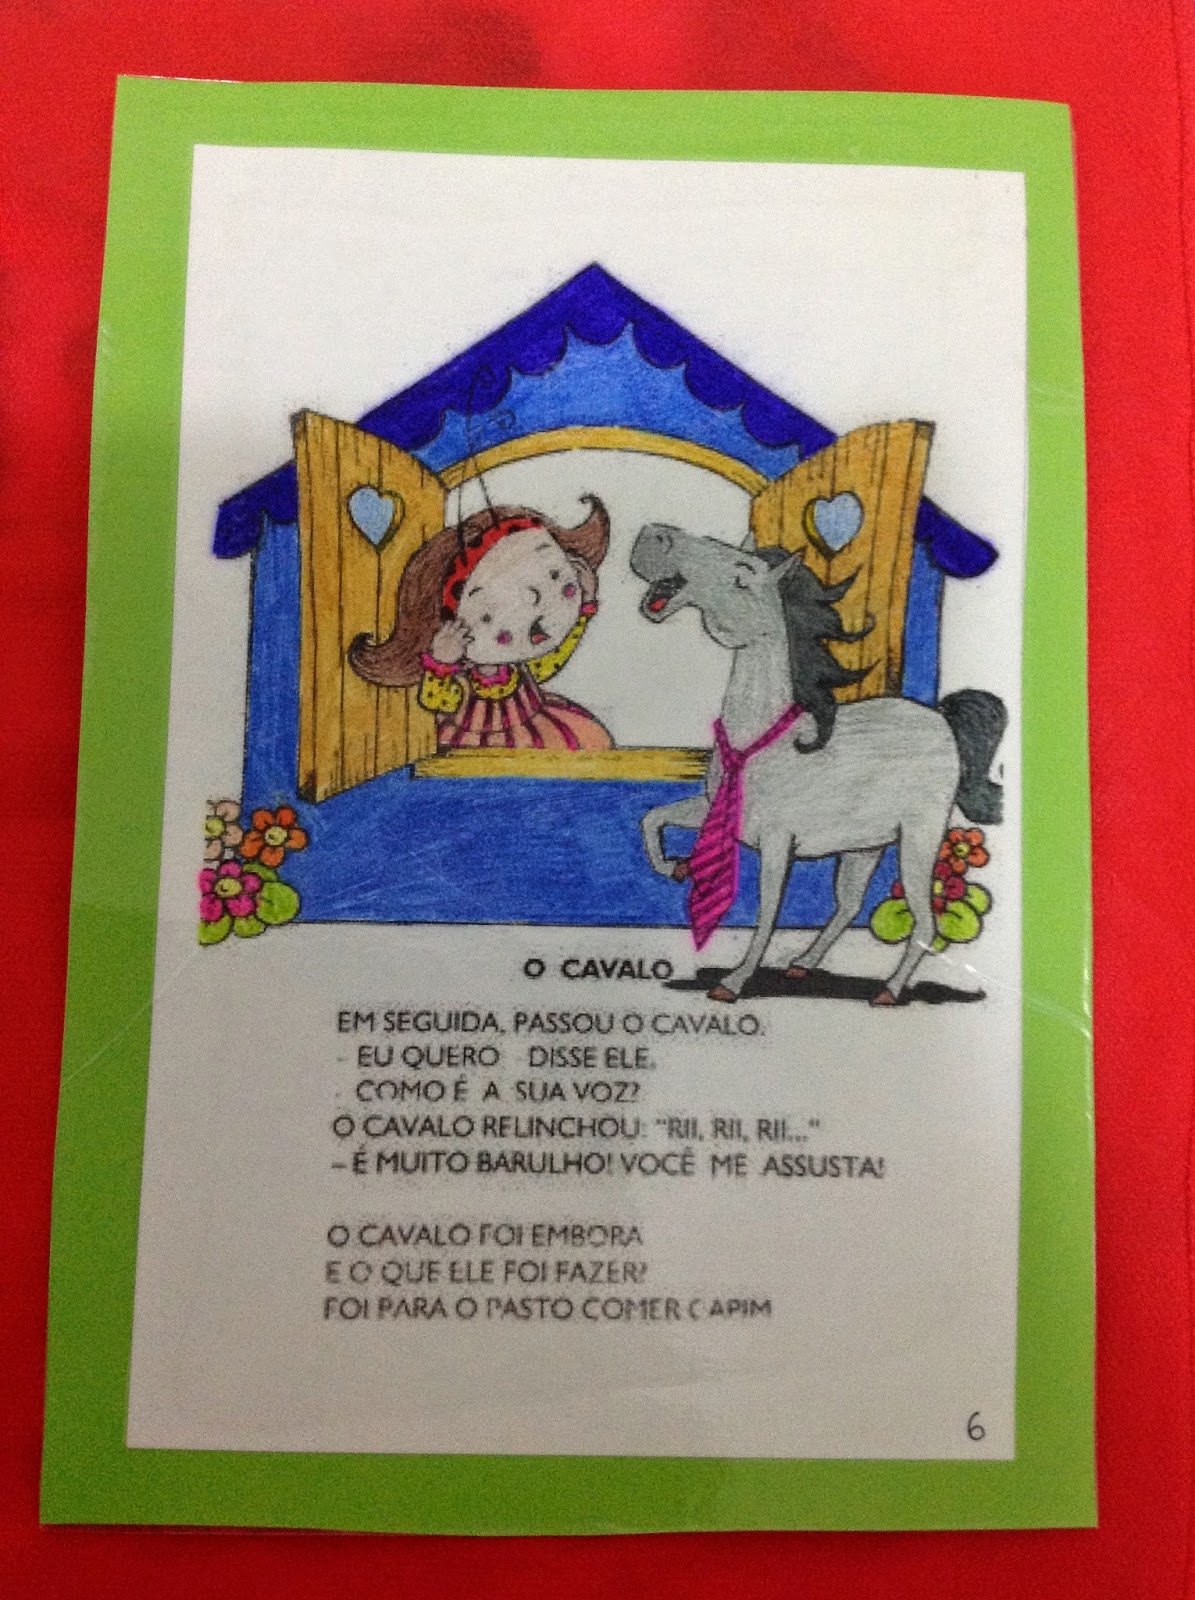 O CAVALO
EM SEGUIDA, PASSOU O CAVALO.
- EU QUERO - DISSE ELE.
- COMO É A SUA VOZ?
O CAVALO RELINCHOU: "RII, RII, RII..."
– É MUITO BARULHO! VOCÊ ME ASSUSTA!
O CAVALO FOI EMBORA
E O QUE ELE FOI FAZER?
FOI PARA O PASTO COMER CAPIM
6